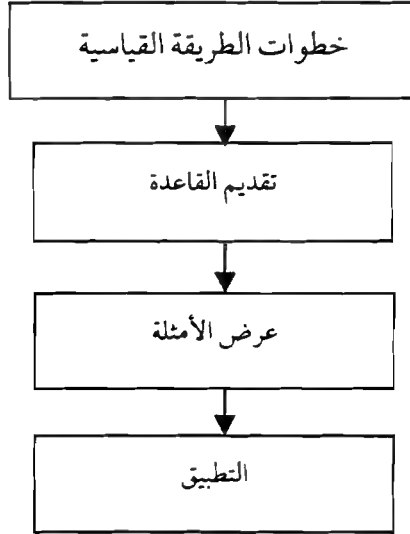 خطوات الطريقة القياسية
تقديم القاعدة
عرض الأمثلة
التطبيق